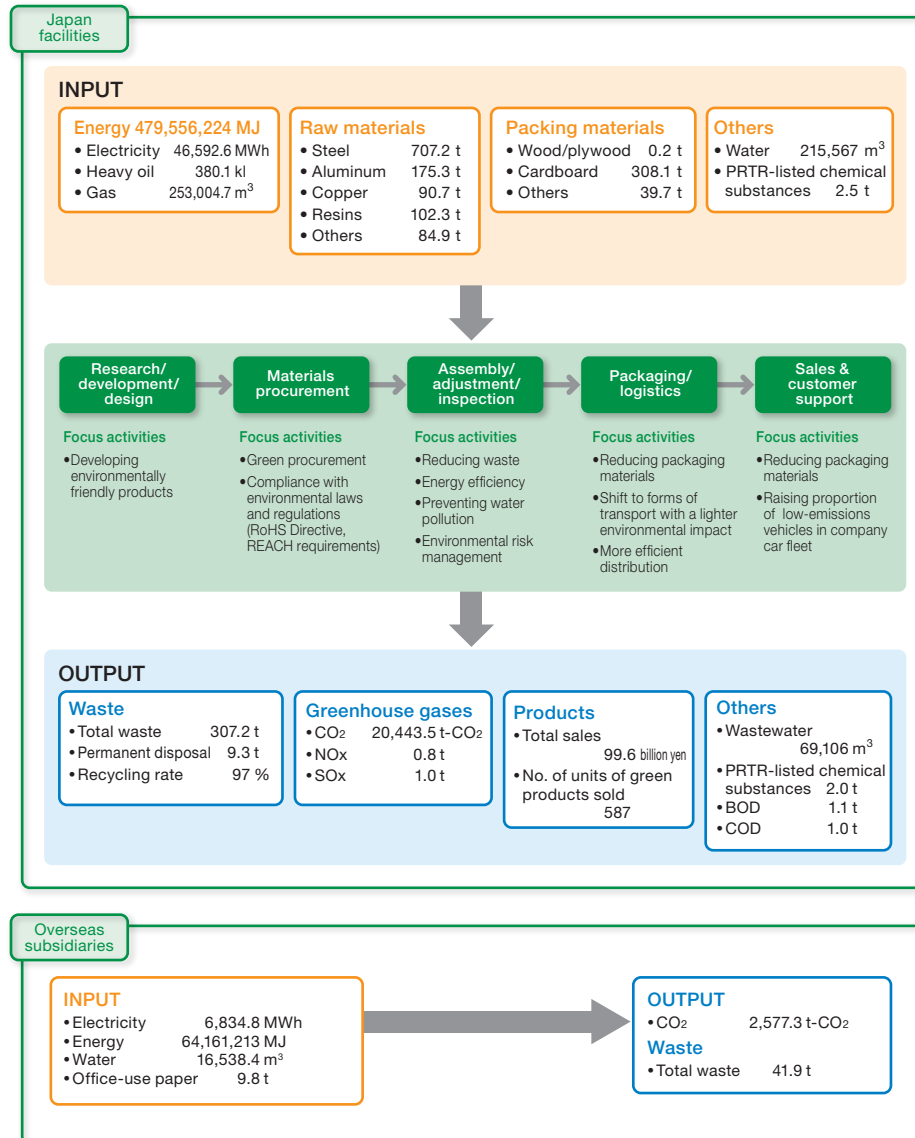 Japan
facilities
INPUT
Energy 479,556,224 MJ
• Electricity 46,592.6 MWh
• Heavy oil 380.1 kl
• Gas 253,004.7 m³
Raw materials
• Steel 707.2 t
• Aluminum 175.3 t
• Copper 90.7 t
• Resins 102.3 t
• Others 84.9 t
Packing materials
• Wood/plywood 0.2 t
• Cardboard 308.1 t
• Others 39.7 t
Others
• Water 215,567 m³
• PRTR-listed chemical
substances 2.5 t
Research/
development/
design
Focus activities
•Developing
environmentally
friendly products
Materials
procurement
Focus activities
•Green procurement
•Compliance with
environmental laws
and regulations
(RoHS Directive,
REACH requirements)
Assembly/
adjustment/
inspection
Focus activities
•Reducing waste
•Energy efficiency
•Preventing water
pollution
•Environmental risk
management
Packaging/
logistics
Focus activities
•Reducing packaging
materials
•Shift to forms of
transport with a lighter
environmental impact
•More efficient
distribution
Sales &
customer
support
Focus activities
•Reducing packaging
materials
•Raising proportion
of low-emissions
vehicles in company
car fleet
OUTPUT
Waste
•Total waste 307.2 t
•Permanent disposal 9.3 t
•Recycling rate 97 %
Greenhouse gases
•CO₂ 20,443.5 t-CO₂
•NOx 0.8 t
•SOx 1.0 t
Products
•Total sales
99.6 billion yen
•No. of units of green
products sold
587
Others
•Wastewater
69,106 m³
•PRTR-listed chemical
substances 2.0 t
•BOD 1.1 t
•COD 1.0 t
Overseas
subsidiaries
INPUT
•Electricity 6,834.8 MWh
•Energy 64,161,213 MJ
•Water 16,538.4 m³
•Office-use paper 9.8 t
OUTPUT
•CO₂ 2,577.3 t-CO₂
Waste
•Total waste 41.9 t